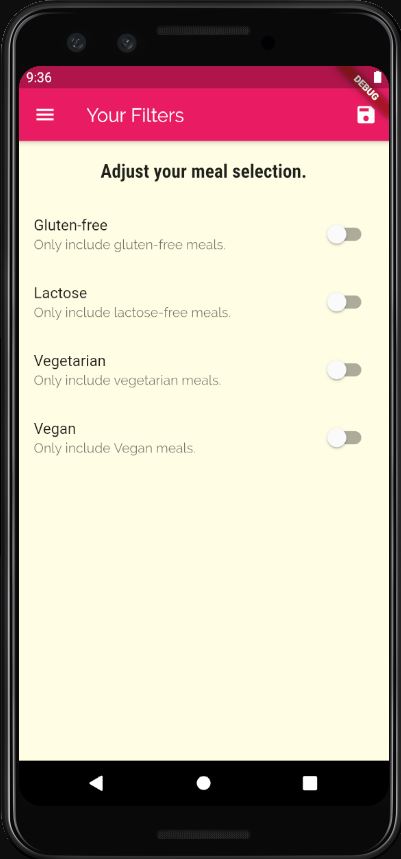 9:36
DEBUG
Your Filters
Adjust your meal selection.
Gluten-free
Only include gluten-free meals.
Lactose
Only include lactose-free meals.
Vegetarian
Only include vegetarian meals.
Vegan
Only include Vegan meals.